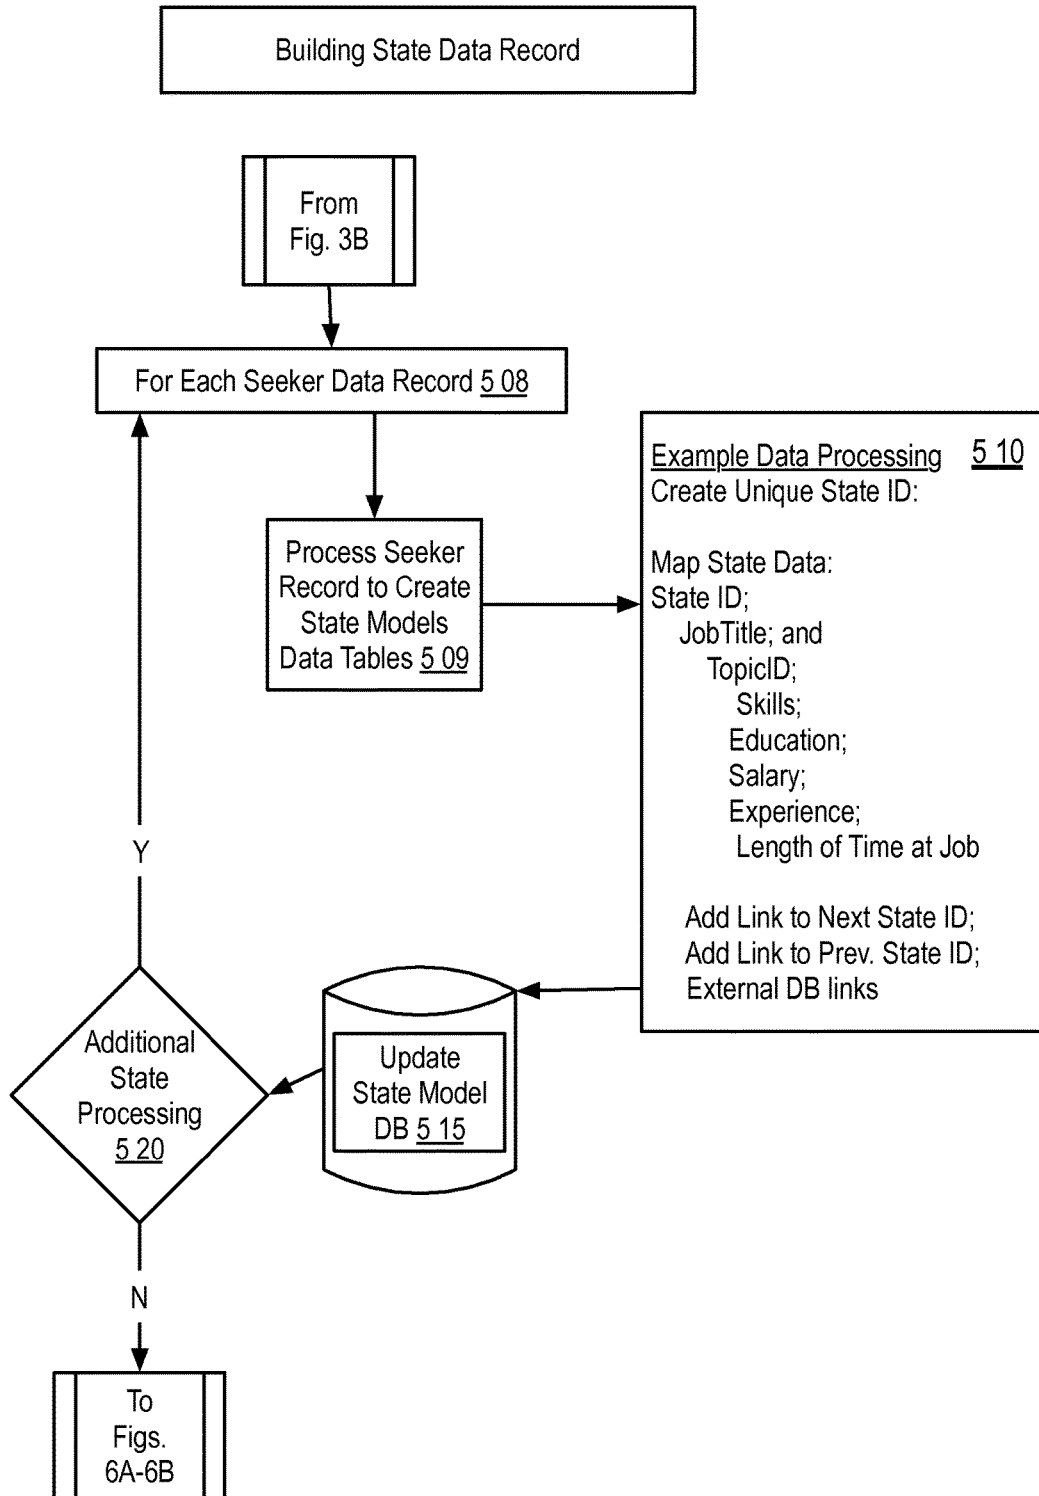 Building State Data Record
From
Fig. 3B
For Each Seeker Data Record 5 08
Process Seeker
Record to Create
State Models
Data Tables 5 09
Example Data Processing 5 10
Create Unique State ID:
Map State Data:
State ID;
JobTitle; and
TopicID;
Skills;
Education;
Salary;
Experience;
Length of Time at Job
Add Link to Next State ID;
Add Link to Prev. State ID;
External DB links
Update
State Model
DB 5 15
Additional
State
Processing
5 20
Y
N
To
Figs.
6A-6B